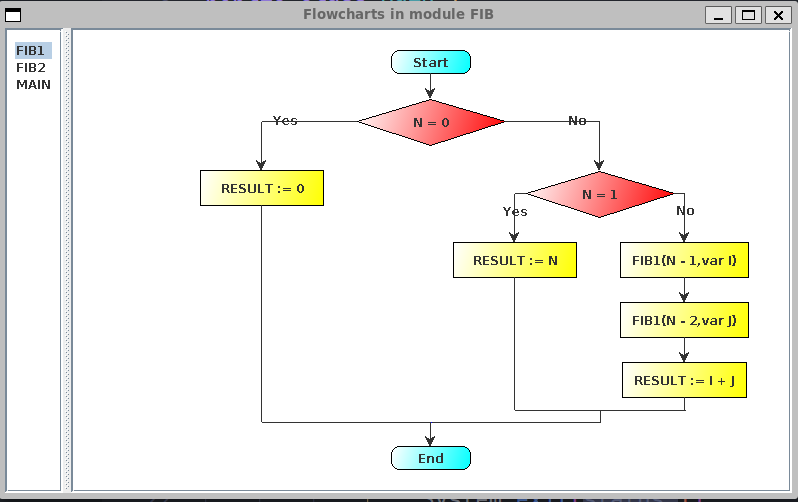 Flowcharts in module FIB
FIB1
FIB2
MAIN
Start
N = 0
Yes
No
RESULT := 0
N = 1
Yes
No
RESULT := N
FIB1(N - 1,var I)
FIB1(N - 2,var J)
RESULT := I + J
End